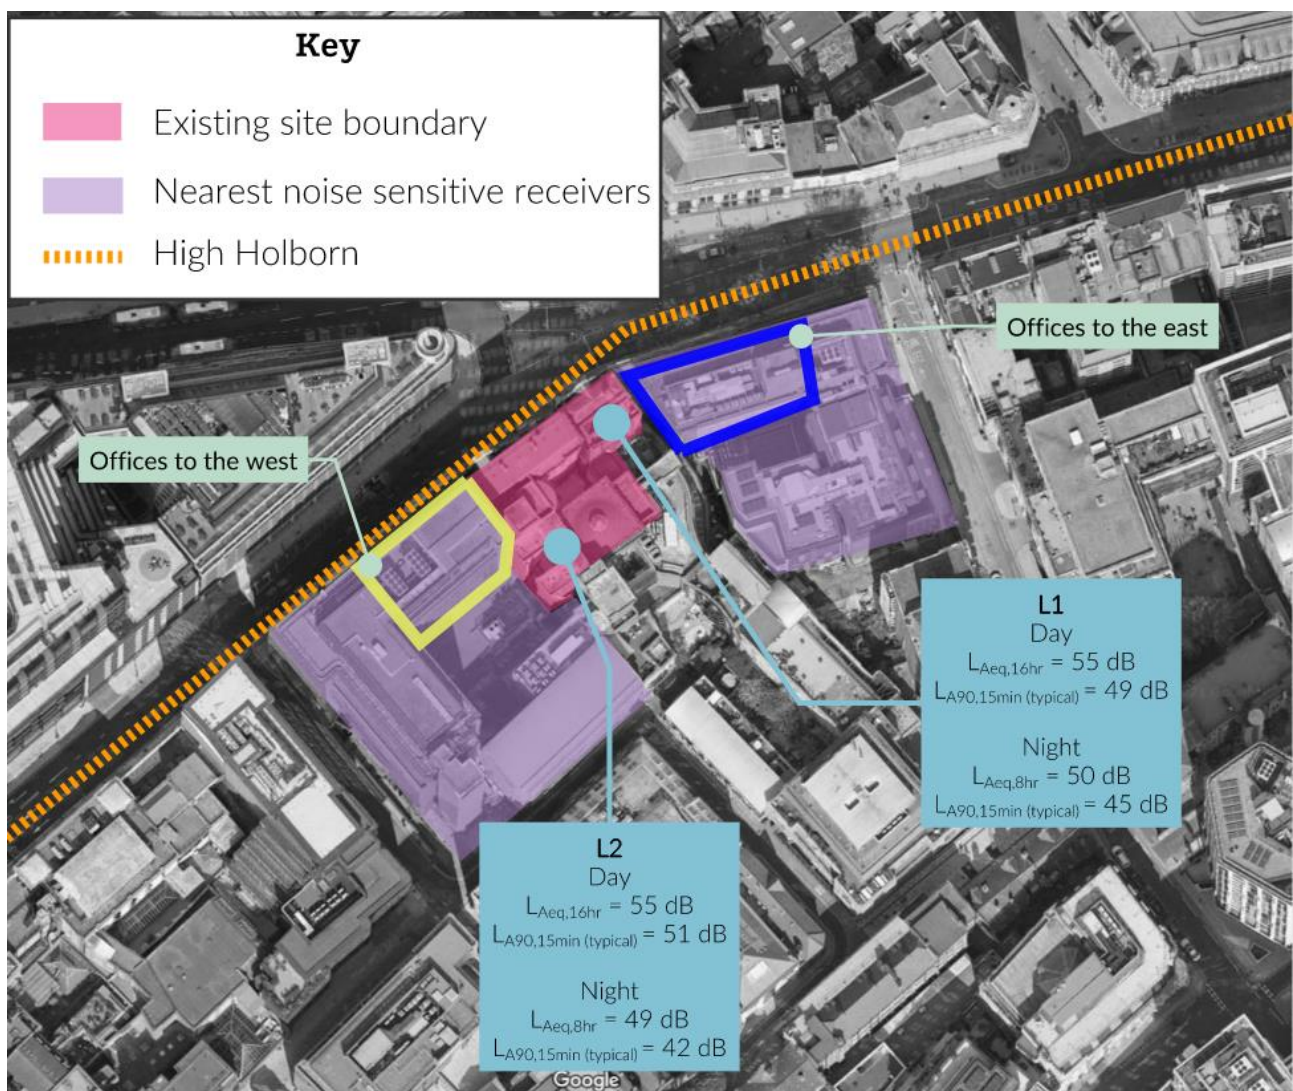 Key
Existing site boundary
Nearest noise sensitive receivers
High Holborn
Offices to the east
Offices to the west
L1
Day
LAeq,16hr = 55 dB
LA90,15min (typical) = 49 dB
Night
LAeq,8hr = 50 dB
LA90,15min (typical) = 45 dB
L2
Day
LAeq,16hr = 55 dB
LA90,15min (typical) = 51 dB
Night
LAeq,8hr = 49 dB
LA90,15min (typical) = 42 dB
Google